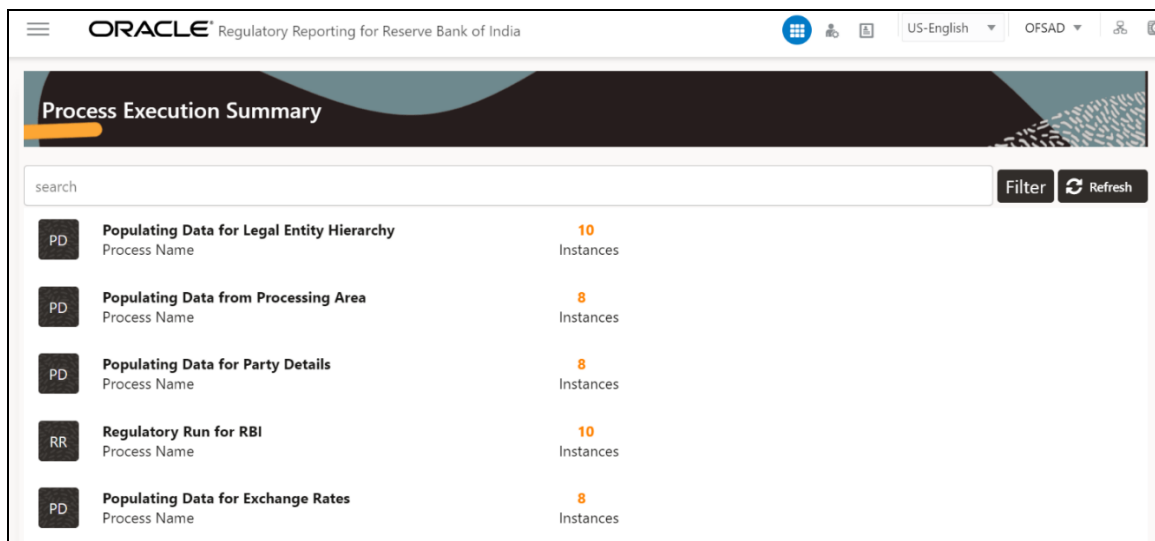 ORACLE® Regulatory Reporting for Reserve Bank of India US-English OFSAD
Process Execution Summary
search Filter Refresh
PD Populating Data for Legal Entity Hierarchy 10
Process Name Instances
PD Populating Data from Processing Area 8
Process Name Instances
PD Populating Data for Party Details 8
Process Name Instances
RR Regulatory Run for RBI 10
Process Name Instances
PD Populating Data for Exchange Rates 8
Process Name Instances